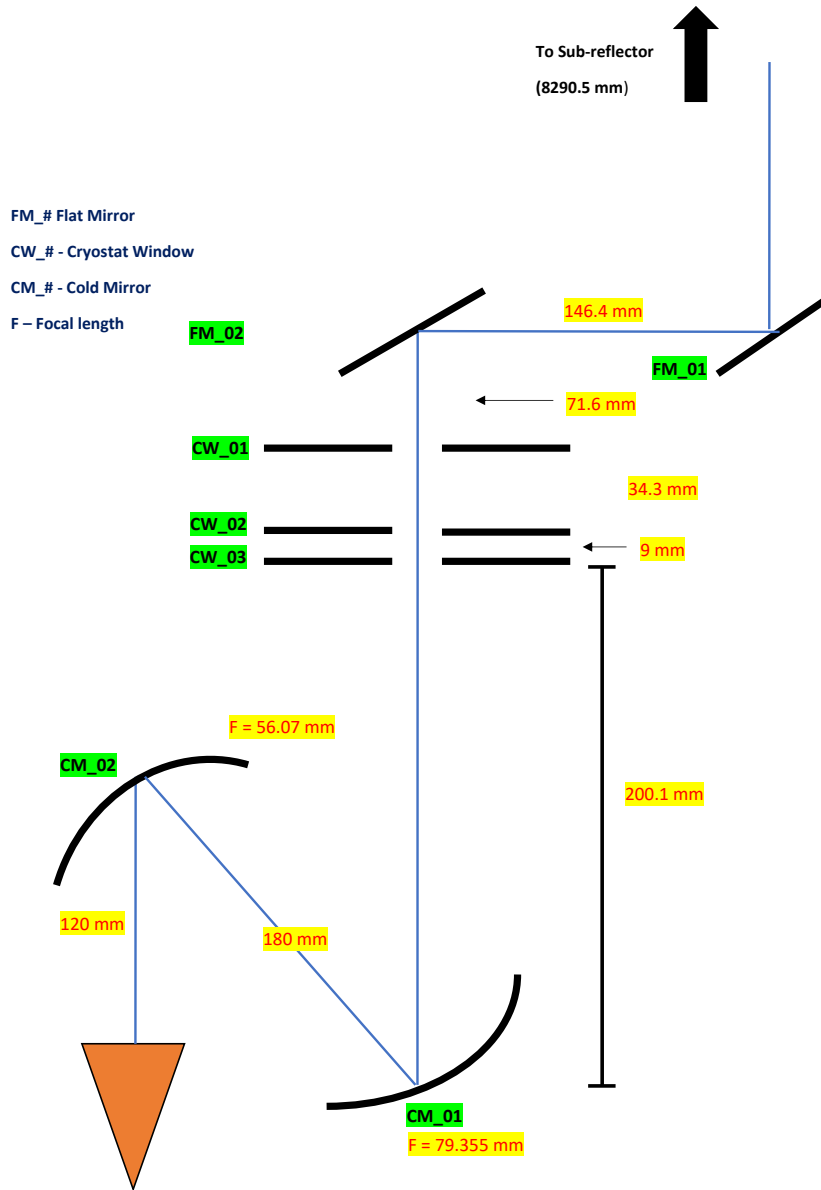 To Sub-reflector
(8290.5 mm)
FM_# Flat Mirror
CW_# - Cryostat Window
CM_# - Cold Mirror
F – Focal length
FM_02
146.4 mm
FM_01
71.6 mm
CW_01
34.3 mm
CW_02
9 mm
CW_03
F = 56.07 mm
CM_02
200.1 mm
120 mm
180 mm
CM_01
F = 79.355 mm